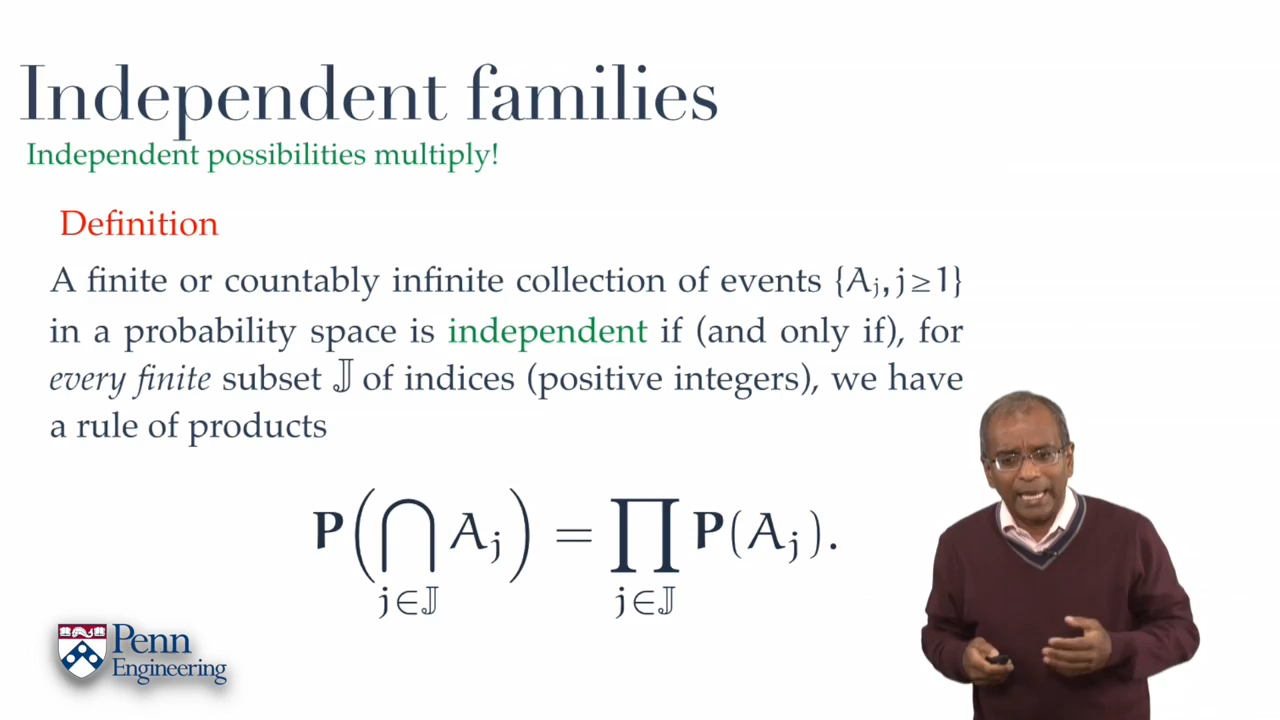 Independent families
Independent possibilities multiply!
Definition
A finite or countably infinite collection of events {Aⱼ, j ≥ 1}
in a probability space is independent if (and only if), for
every finite subset 𝕁 of indices (positive integers), we have
a rule of products
P(⋂_{j∈𝕁} Aⱼ) = ∏_{j∈𝕁} P(Aⱼ).
Penn
Engineering